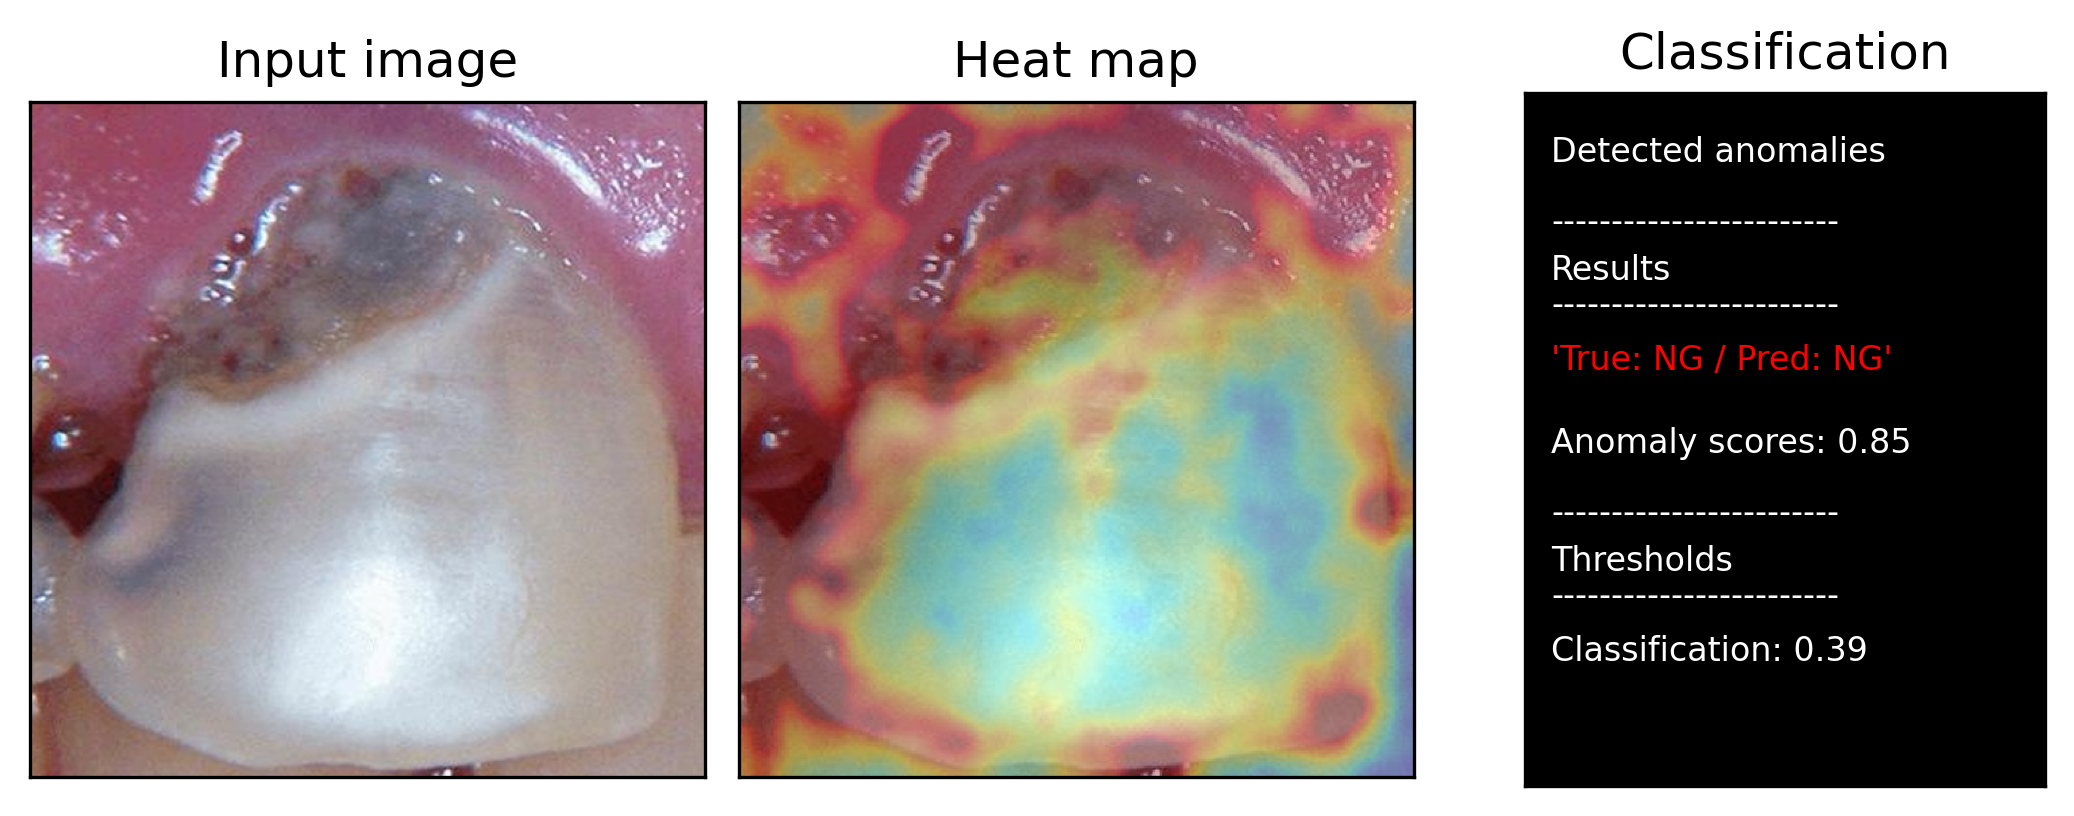 Input image
Heat map
Classification
Detected anomalies
------------------------
Results
------------------------
'True: NG / Pred: NG'
Anomaly scores: 0.85
------------------------
Thresholds
------------------------
Classification: 0.39